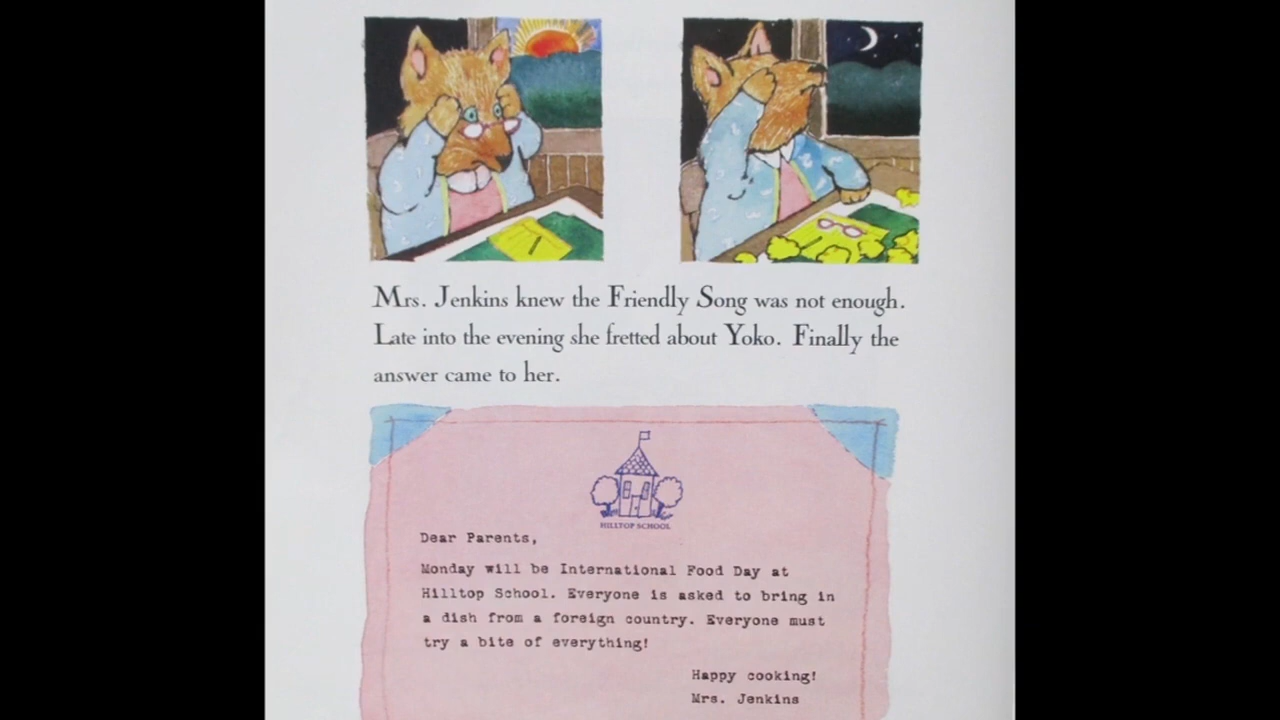 Mrs. Jenkins knew the Friendly Song was not enough.
Late into the evening she fretted about Yoko. Finally the
answer came to her.
HILLTOP SCHOOL
Dear Parents,
Monday will be International Food Day at
Hilltop School. Everyone is asked to bring in
a dish from a foreign country. Everyone must
try a bite of everything!
Happy cooking!
Mrs. Jenkins